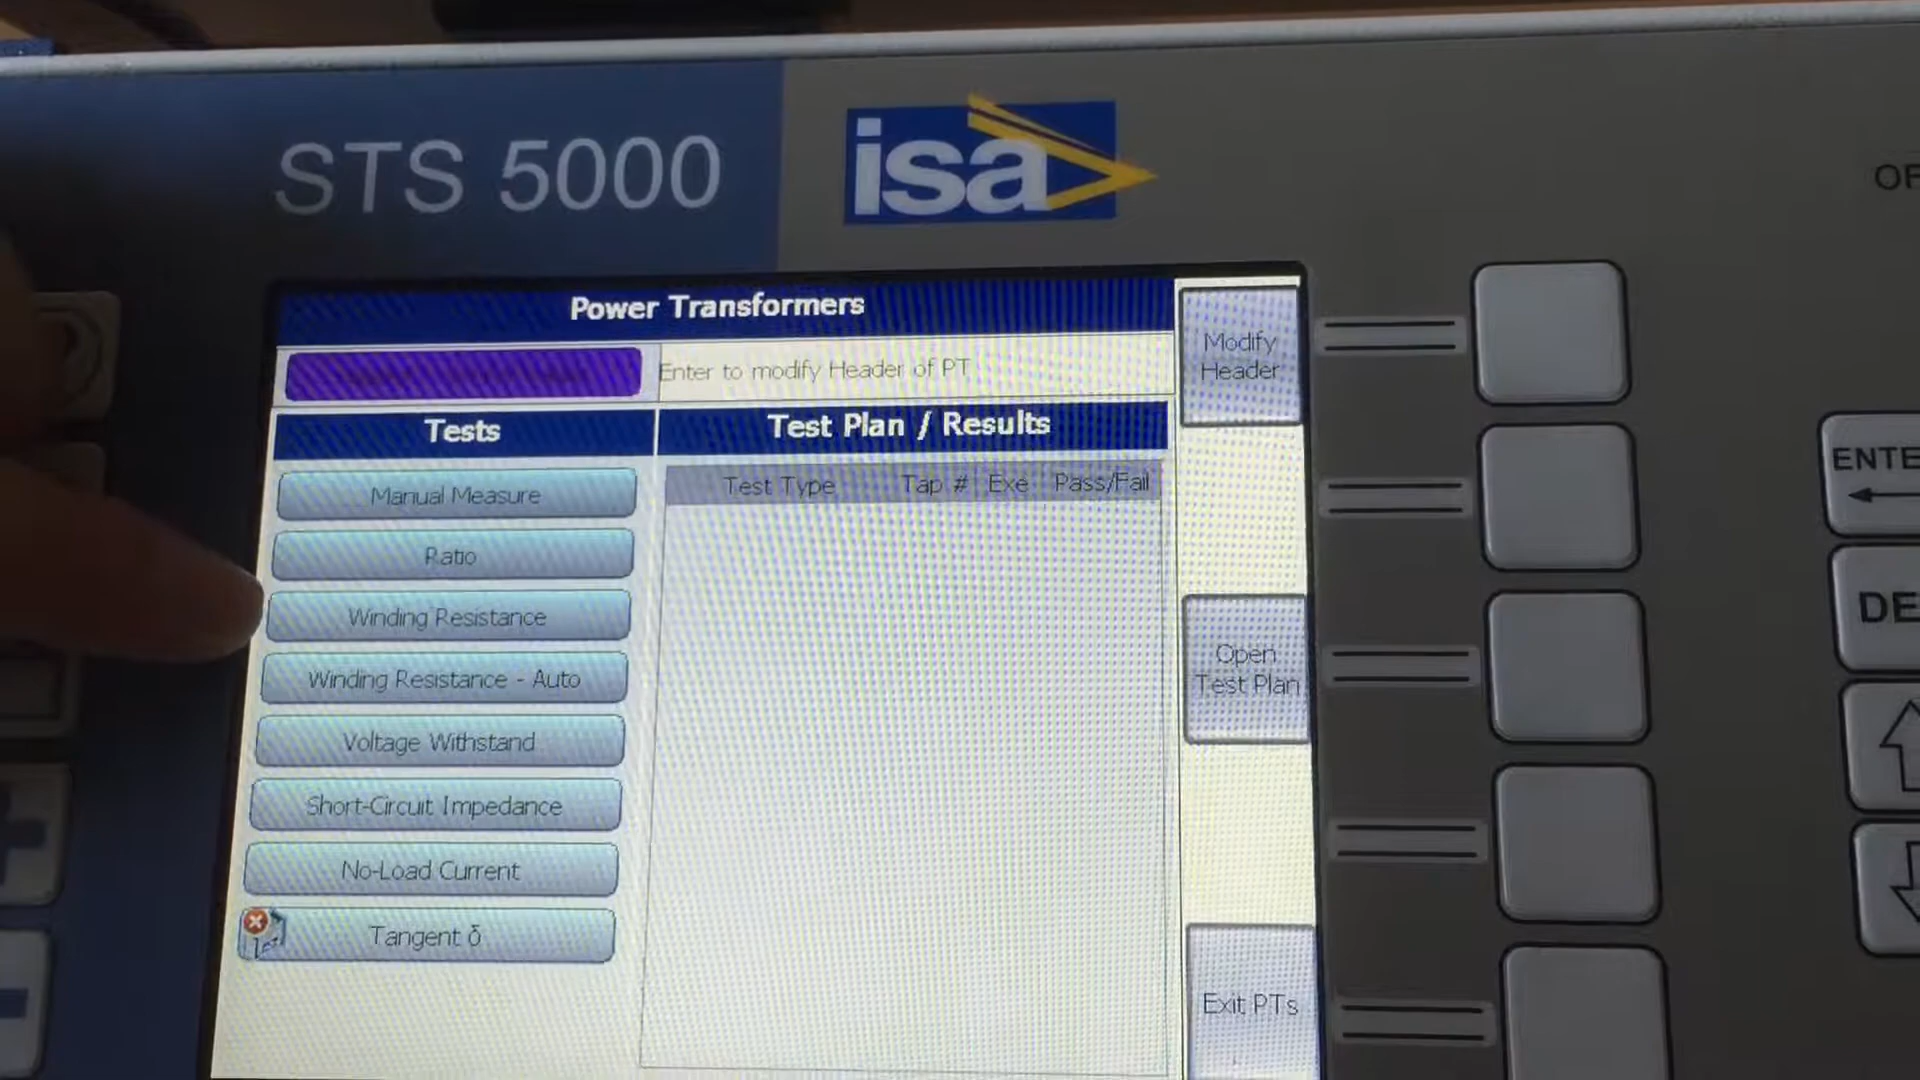 STS 5000
isa
Power Transformers
Enter to modify Header of PT
Modify
Header
Tests
Test Plan / Results
Test Type Tap # Exe Pass/Fail
Manual Measure
Ratio
Winding Resistance
Winding Resistance - Auto
Voltage Withstand
Short-Circuit Impedance
No-Load Current
Tangent δ
Open
Test Plan
Exit PTs
OF
ENTE
DE